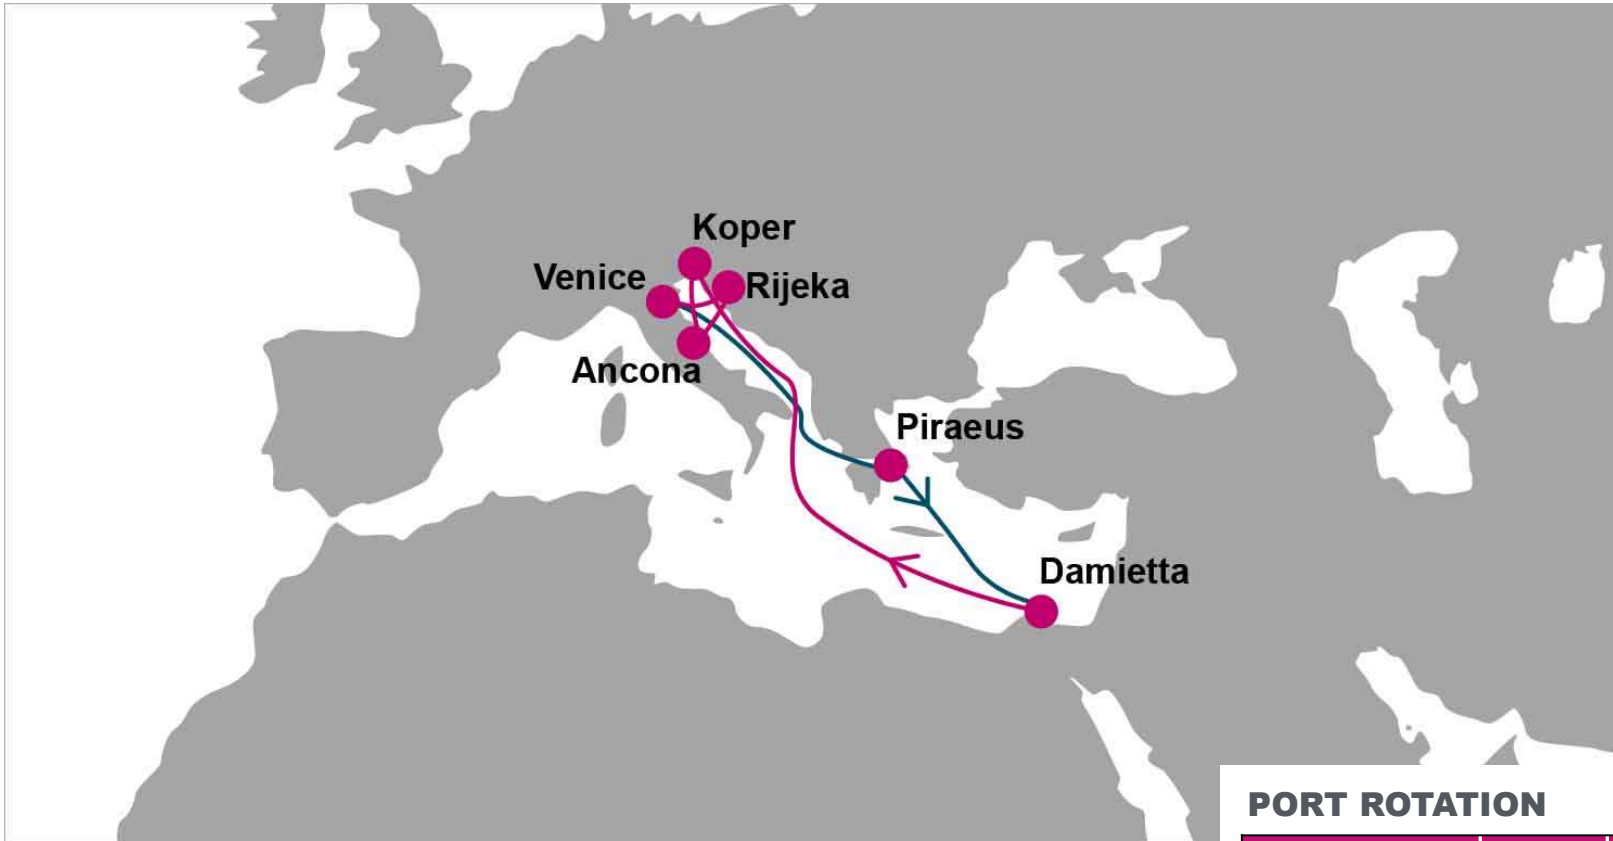 Koper
Venice
Rijeka
Ancona
Piraeus
Damietta
PORT ROTATION